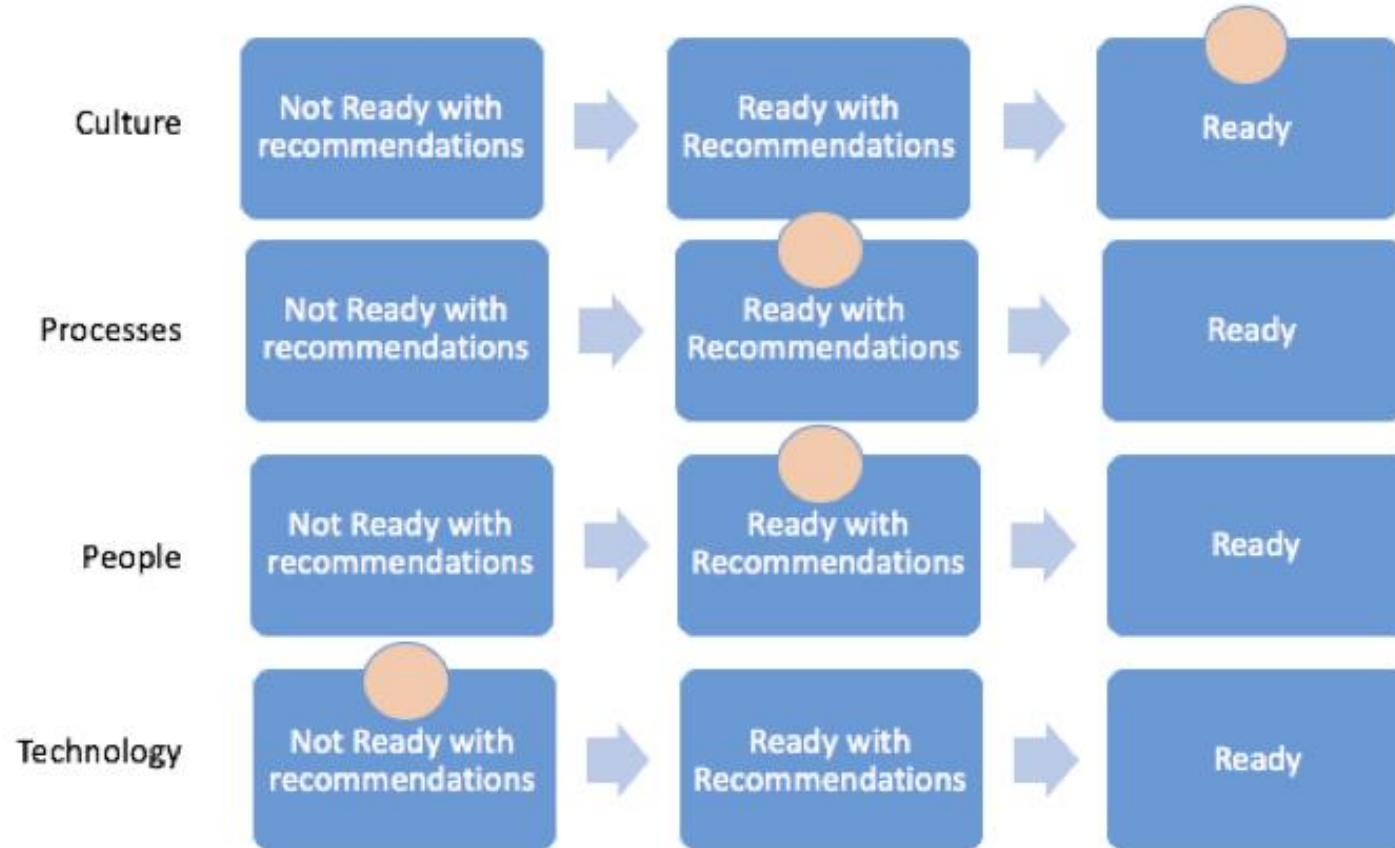 Culture
Not Ready with
recommendations
Ready with
Recommendations
Ready
Processes
Not Ready with
recommendations
Ready with
Recommendations
Ready
People
Not Ready with
recommendations
Ready with
Recommendations
Ready
Technology
Not Ready with
recommendations
Ready with
Recommendations
Ready